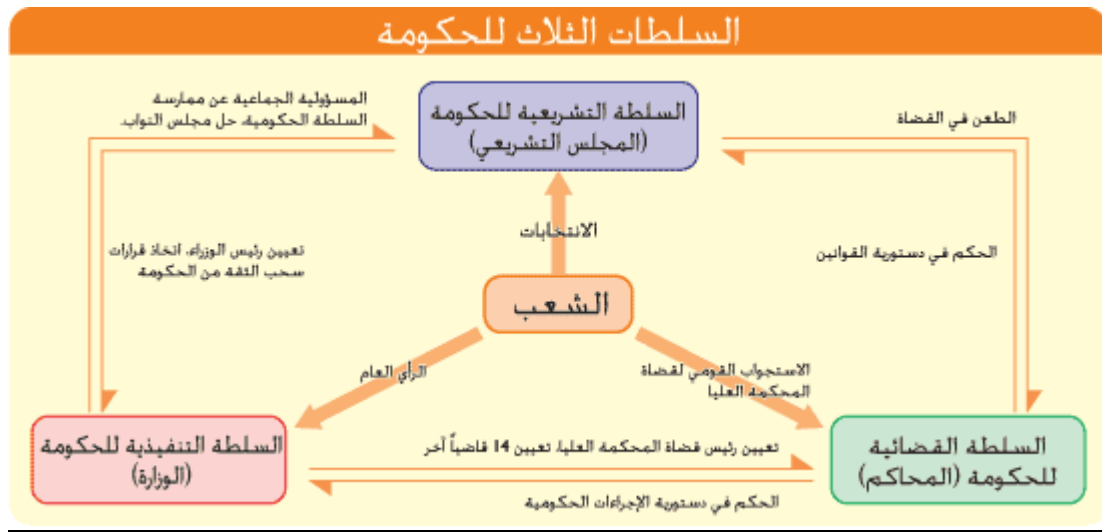 السلطات الثلاث للحكومة
المسؤولية الجماعية عن ممارسة
السلطة الحكومية، حل مجلس النواب.
السلطة التشريعية للحكومة
(المجلس التشريعي)
الطعن في القضاة
الانتخابات
تعيين رئيس الوزراء، اتخاذ قرارات
سحب الثقة من الحكومة
الحكم في دستورية القوانين
الشعب
الرأي العام
الاستجواب القومي لقضاة
المحكمة العليا
السلطة التنفيذية للحكومة
(الوزارة)
تعيين رئيس قضاة المحكمة العليا، تعيين 14 قاضياً آخر
الحكم في دستورية الإجراءات الحكومية
السلطة القضائية
للحكومة (المحاكم)